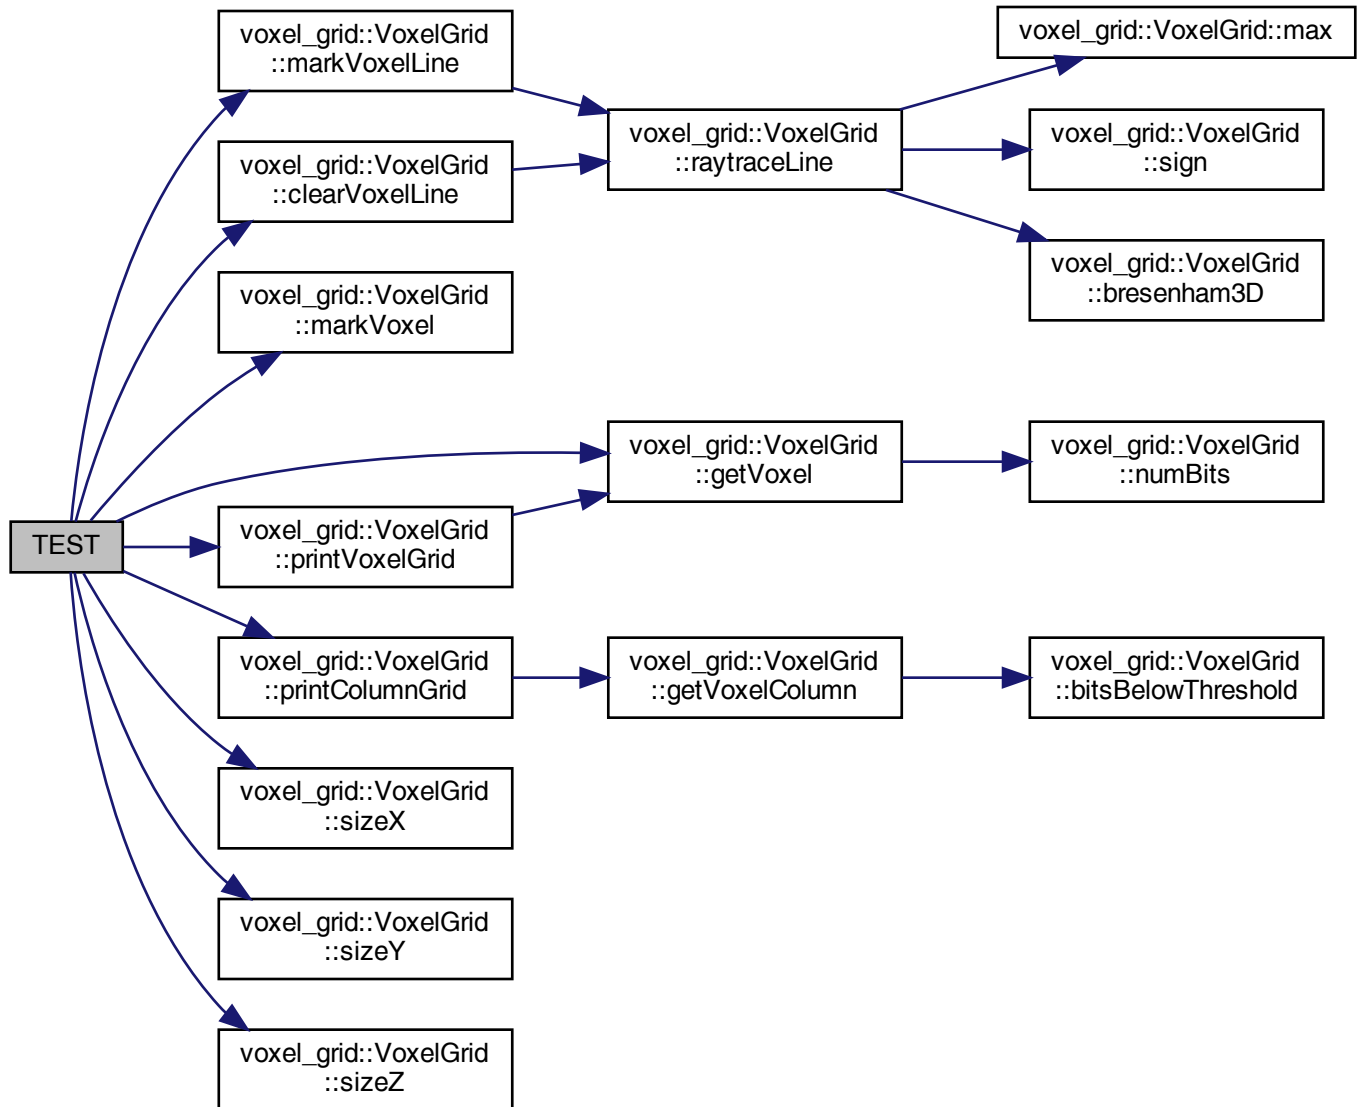 TEST
voxel_grid::VoxelGrid
::markVoxelLine
voxel_grid::VoxelGrid
::clearVoxelLine
voxel_grid::VoxelGrid
::markVoxel
voxel_grid::VoxelGrid
::printVoxelGrid
voxel_grid::VoxelGrid
::printColumnGrid
voxel_grid::VoxelGrid
::sizeX
voxel_grid::VoxelGrid
::sizeY
voxel_grid::VoxelGrid
::sizeZ
voxel_grid::VoxelGrid
::raytraceLine
voxel_grid::VoxelGrid
::getVoxel
voxel_grid::VoxelGrid
::getVoxelColumn
voxel_grid::VoxelGrid::max
voxel_grid::VoxelGrid
::sign
voxel_grid::VoxelGrid
::bresenham3D
voxel_grid::VoxelGrid
::numBits
voxel_grid::VoxelGrid
::bitsBelowThreshold